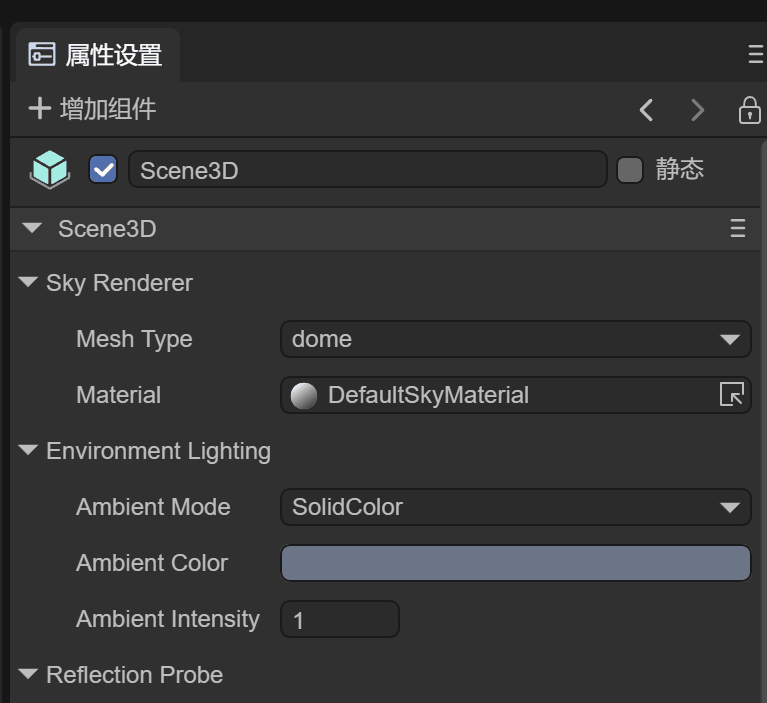 属性设置
增加组件
Scene3D 静态
Scene3D
Sky Renderer
Mesh Type dome
Material DefaultSkyMaterial
Environment Lighting
Ambient Mode SolidColor
Ambient Color
Ambient Intensity 1
Reflection Probe